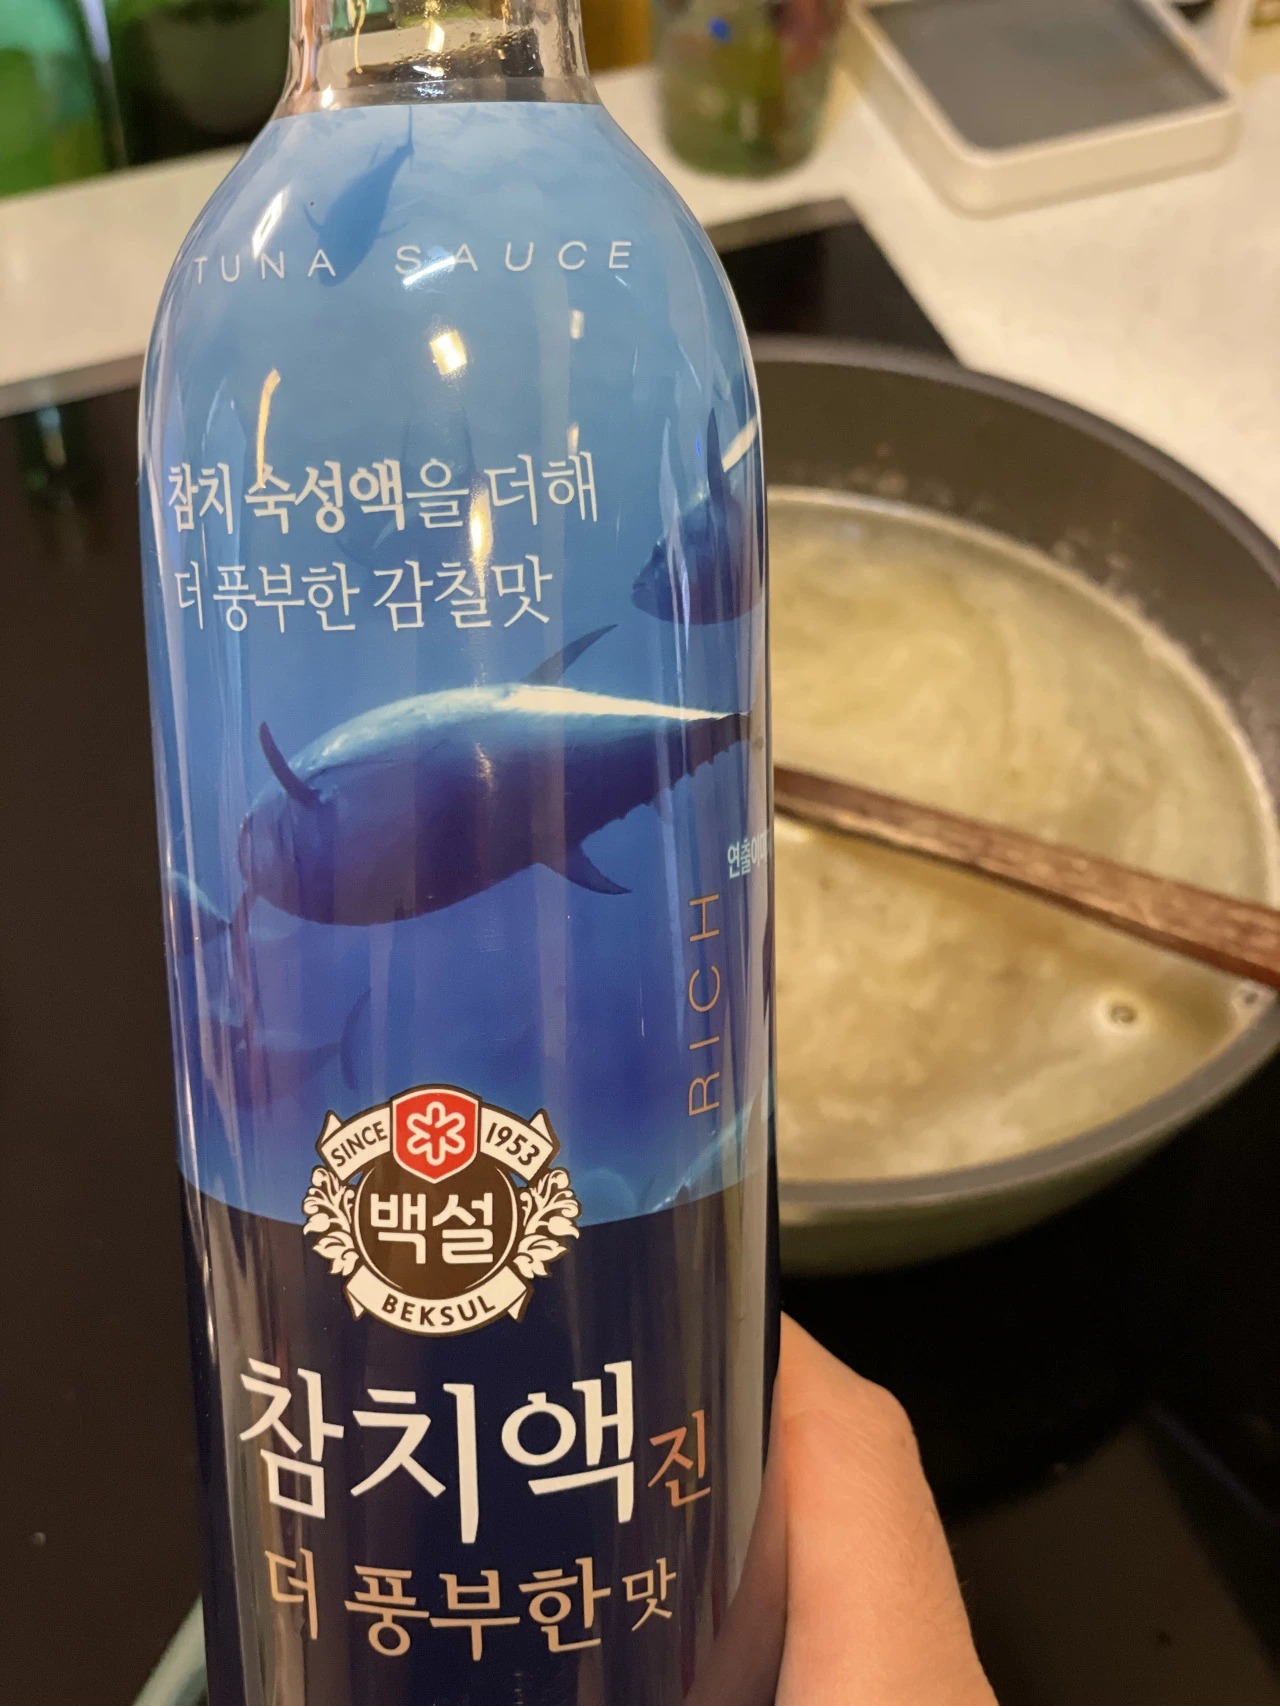 TUNA SAUCE
참치 숙성액을 더해
더 풍부한 감칠맛
RICH
SINCE 1953
백설
BEKSUL
참치액 진
더 풍부한 맛